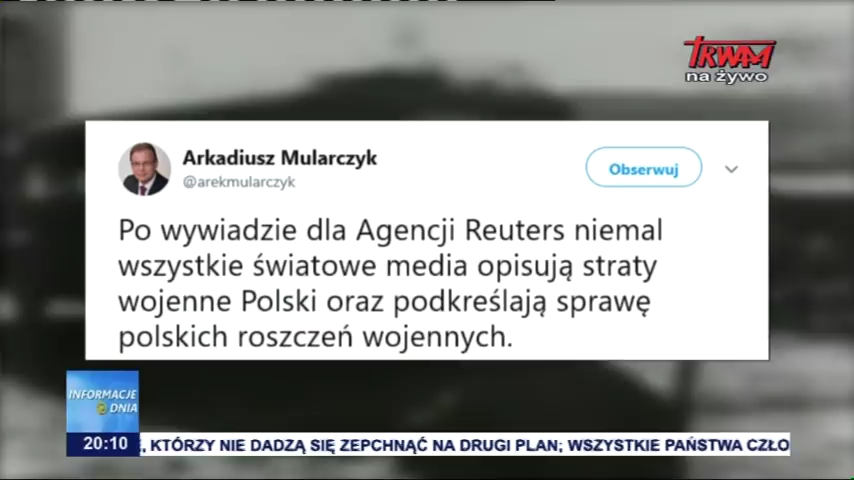 TRWAM
na żywo
Arkadiusz Mularczyk
@arekmularczyk
Obserwuj
Po wywiadzie dla Agencji Reuters niemal
wszystkie światowe media opisują straty
wojenne Polski oraz podkreślają sprawę
polskich roszczeń wojennych.
INFORMACJE
DNIA
20:10
, KTÓRZY NIE DADZĄ SIĘ ZEPCHNĄĆ NA DRUGI PLAN; WSZYSTKIE PAŃSTWA CZŁO